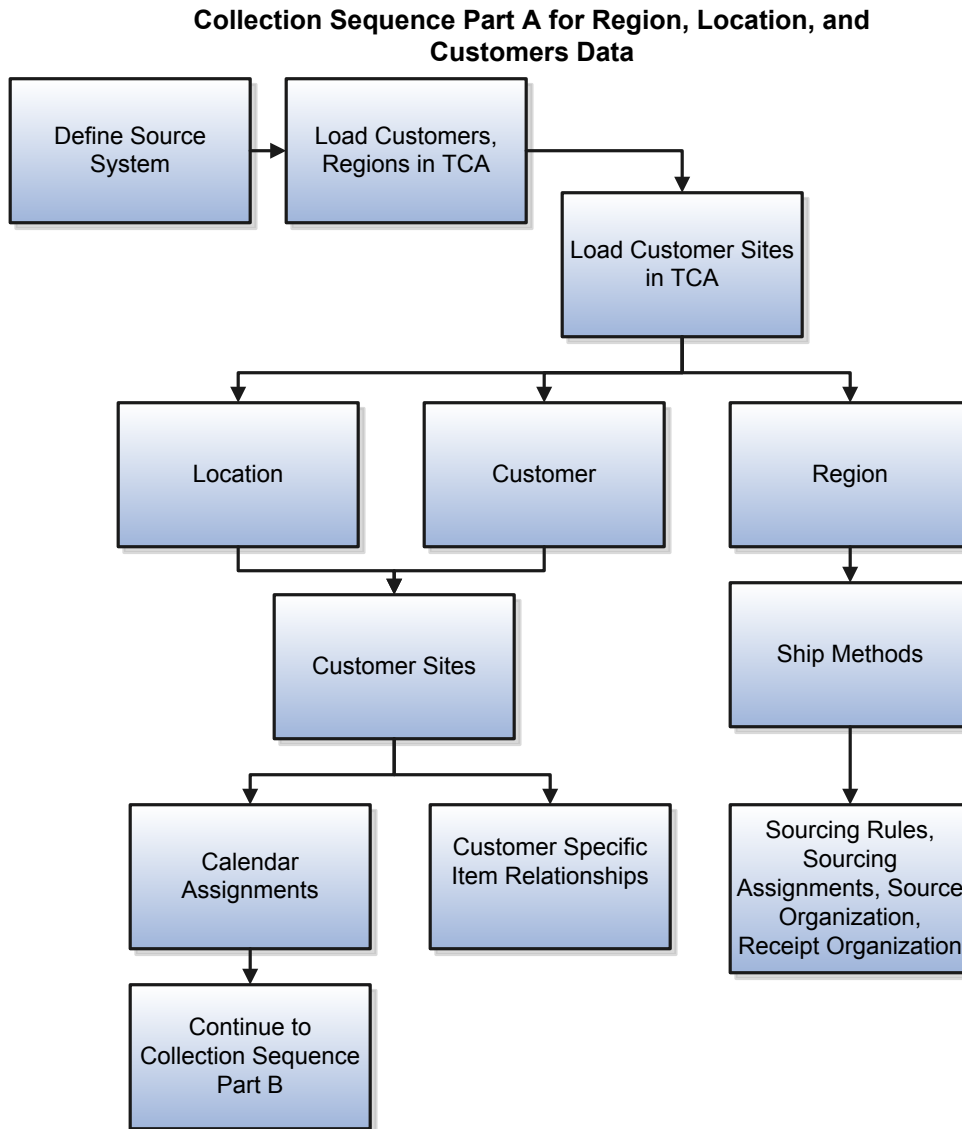 Collection Sequence Part A for Region, Location, and
Customers Data
Define Source
System
Load Customers,
Regions in TCA
Load Customer Sites
in TCA
Location
Customer
Region
Customer Sites
Ship Methods
Calendar
Assignments
Customer Specific
Item Relationships
Sourcing Rules,
Sourcing
Assignments, Source
Organization,
Receipt Organization
Continue to
Collection Sequence
Part B